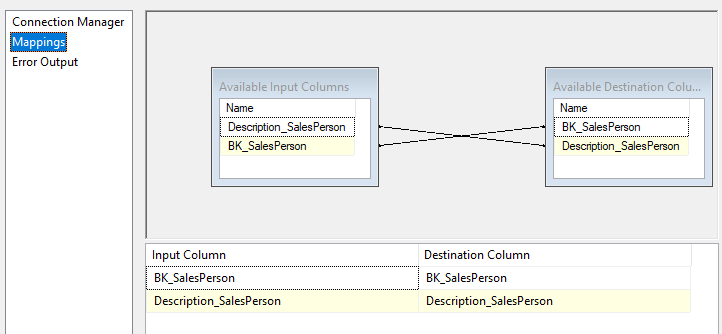 Connection Manager
Mappings
Error Output
Available Input Columns
Name
Description_SalesPerson
BK_SalesPerson
Available Destination Colu...
Name
BK_SalesPerson
Description_SalesPerson
Input Column Destination Column
BK_SalesPerson BK_SalesPerson
Description_SalesPerson Description_SalesPerson